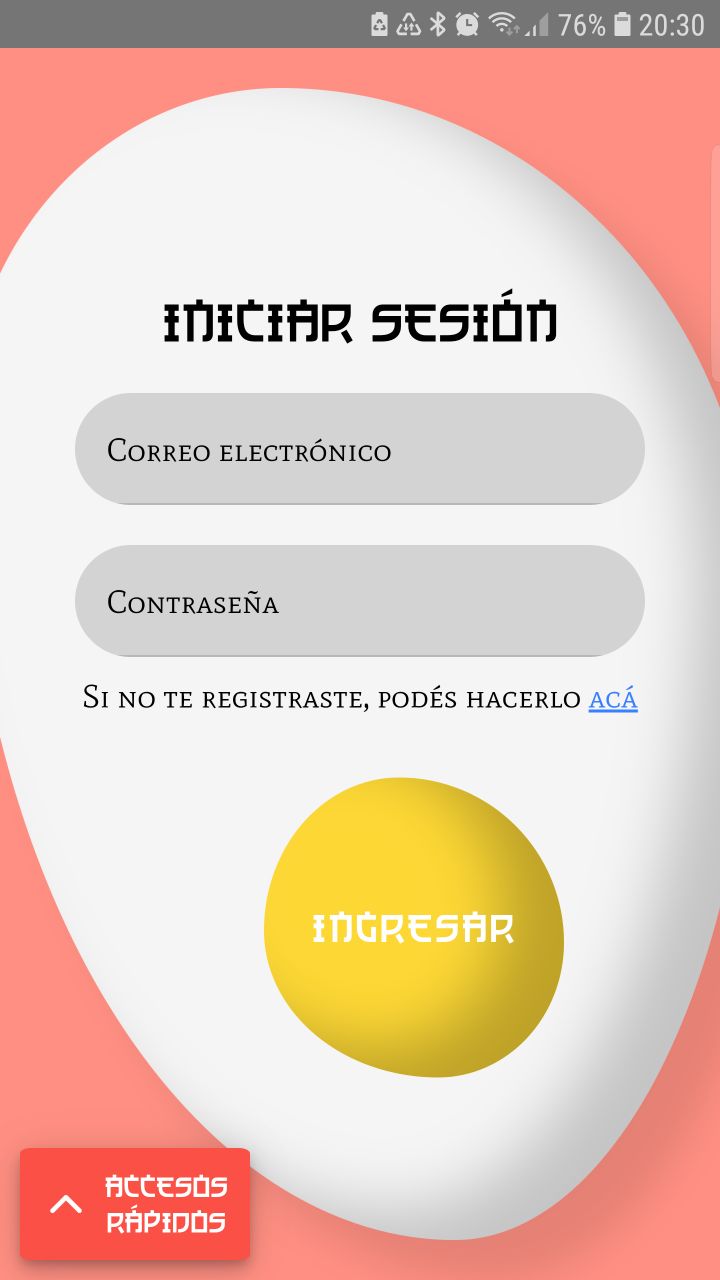 76% 20:30
INICIAR SESIÓN
Correo electrónico
Contraseña
Si no te registraste, podés hacerlo acá
INGRESAR
ACCESOS
RÁPIDOS